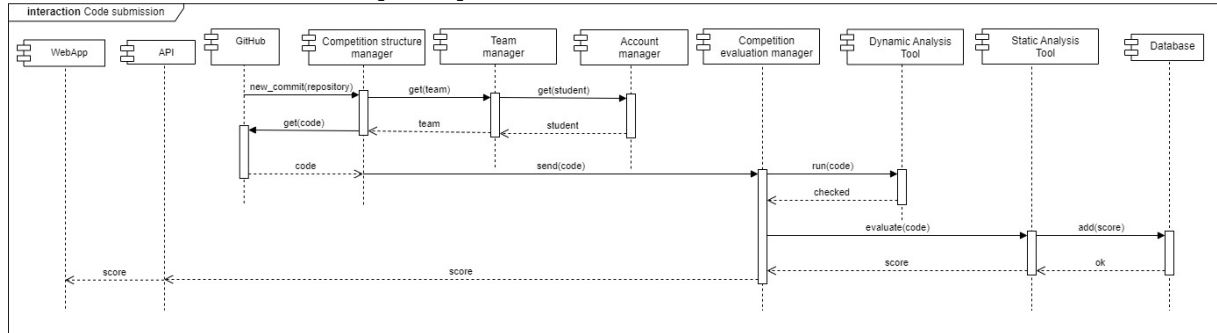 interaction Code submission
WebApp
API
GitHub
Competition structure
manager
Team
manager
Account
manager
Competition
evaluation manager
Dynamic Analysis
Tool
Static Analysis
Tool
Database
new_commit(repository)
get(team)
get(student)
get(code)
team
student
code
send(code)
run(code)
checked
evaluate(code)
add(score)
score
score
score
ok